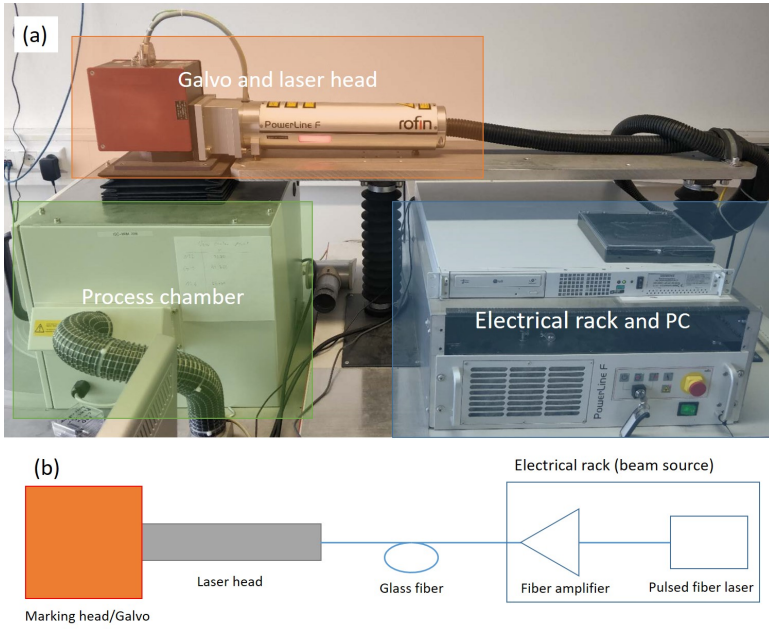 (a)
Galvo and laser head
PowerLine F
rofin
Process chamber
Electrical rack and PC
PowerLine F
(b)
Electrical rack (beam source)
Laser head
Glass fiber
Fiber amplifier
Pulsed fiber laser
Marking head/Galvo